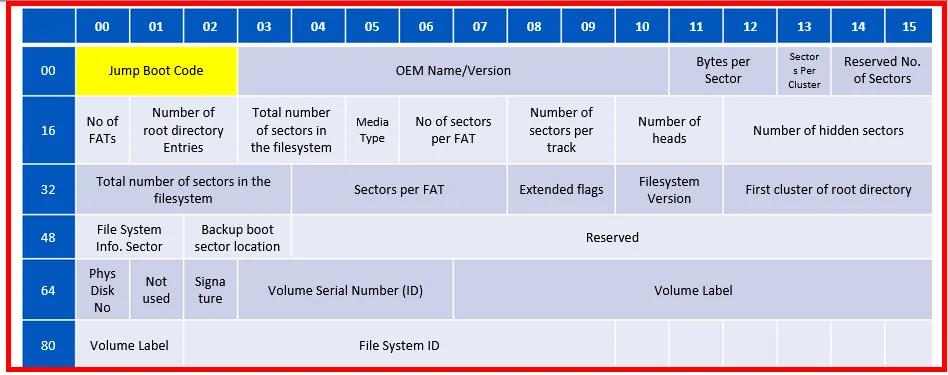 00 01 02 03 04 05 06 07 08 09 10 11 12 13 14 15
00
Jump Boot Code
OEM Name/Version
Bytes per
Sector
Sector
s Per
Cluster
Reserved No.
of Sectors
16
No of
FATs
Number of
root directory
Entries
Total number
of sectors in
the filesystem
Media
Type
No of sectors
per FAT
Number of
sectors per
track
Number of
heads
Number of hidden sectors
32
Total number of sectors in the
filesystem
Sectors per FAT
Extended flags
Filesystem
Version
First cluster of root directory
48
File System
Info. Sector
Backup boot
sector location
Reserved
64
Phys
Disk
No
Not
used
Signa
ture
Volume Serial Number (ID)
Volume Label
80
Volume Label
File System ID